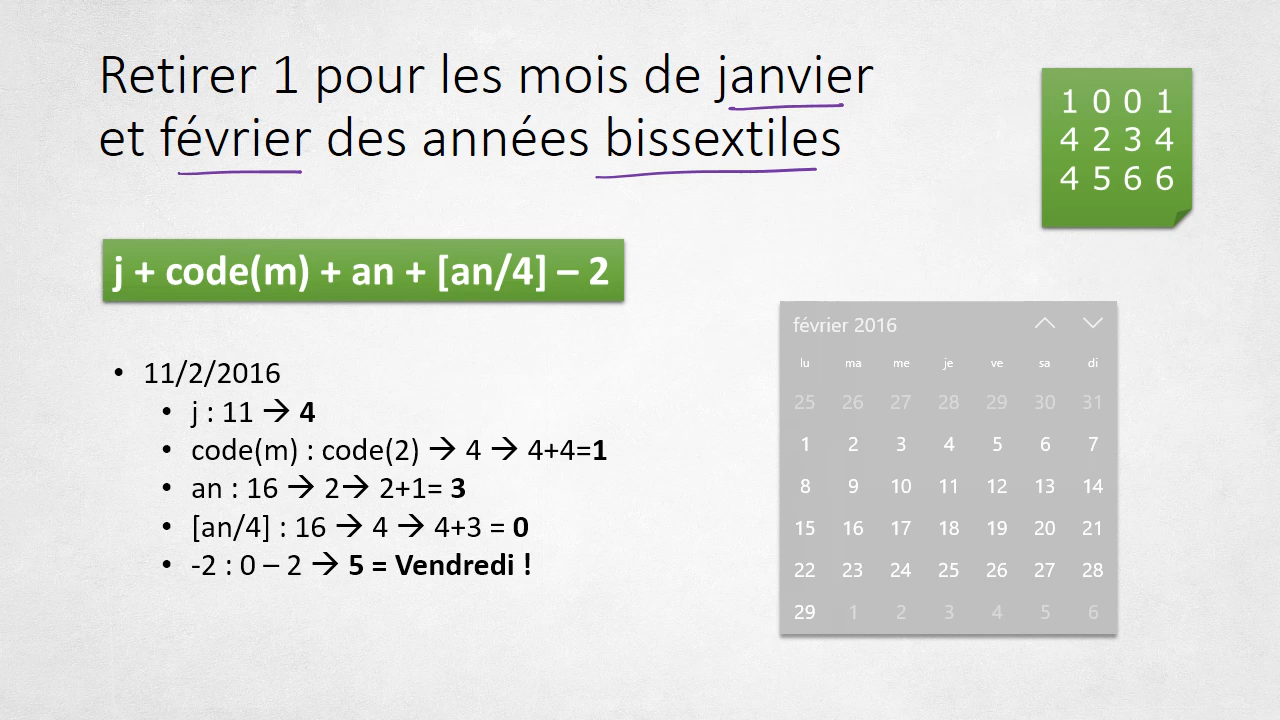 Retirer 1 pour les mois de janvier
et février des années bissextiles
1 0 0 1
4 2 3 4
4 5 6 6
j + code(m) + an + [an/4] – 2
• 11/2/2016
• j : 11 → 4
• code(m) : code(2) → 4 → 4+4=1
• an : 16 → 2→ 2+1= 3
• [an/4] : 16 → 4 → 4+3 = 0
• -2 : 0 – 2 → 5 = Vendredi !
février 2016
lu ma me je ve sa di
25 26 27 28 29 30 31
1 2 3 4 5 6 7
8 9 10 11 12 13 14
15 16 17 18 19 20 21
22 23 24 25 26 27 28
29 1 2 3 4 5 6